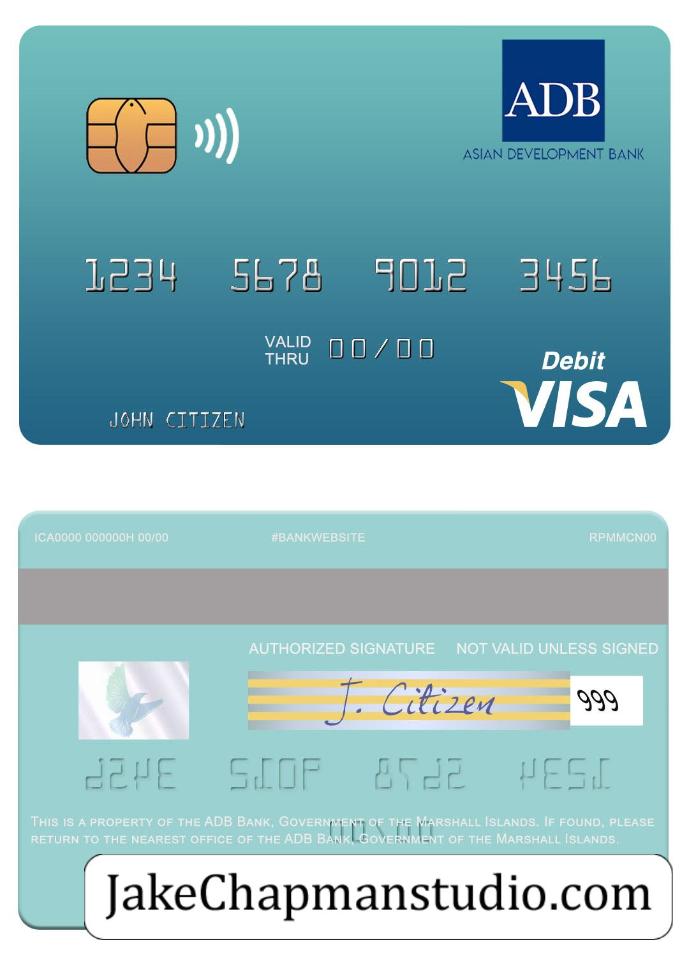 ADB
ASIAN DEVELOPMENT BANK
1234 5678 9012 3456
VALID THRU 00/00
Debit
VISA
JOHN CITIZEN
ICA0000 000000H 00/00 #BANKWEBSITE RPMMCN00
AUTHORIZED SIGNATURE NOT VALID UNLESS SIGNED
J. Citizen 999
THIS IS A PROPERTY OF THE ADB BANK, GOVERNMENT OF THE MARSHALL ISLANDS. IF FOUND, PLEASE
RETURN TO THE NEAREST OFFICE OF THE ADB BANK, GOVERNMENT OF THE MARSHALL ISLANDS.
JakeChapmanstudio.com